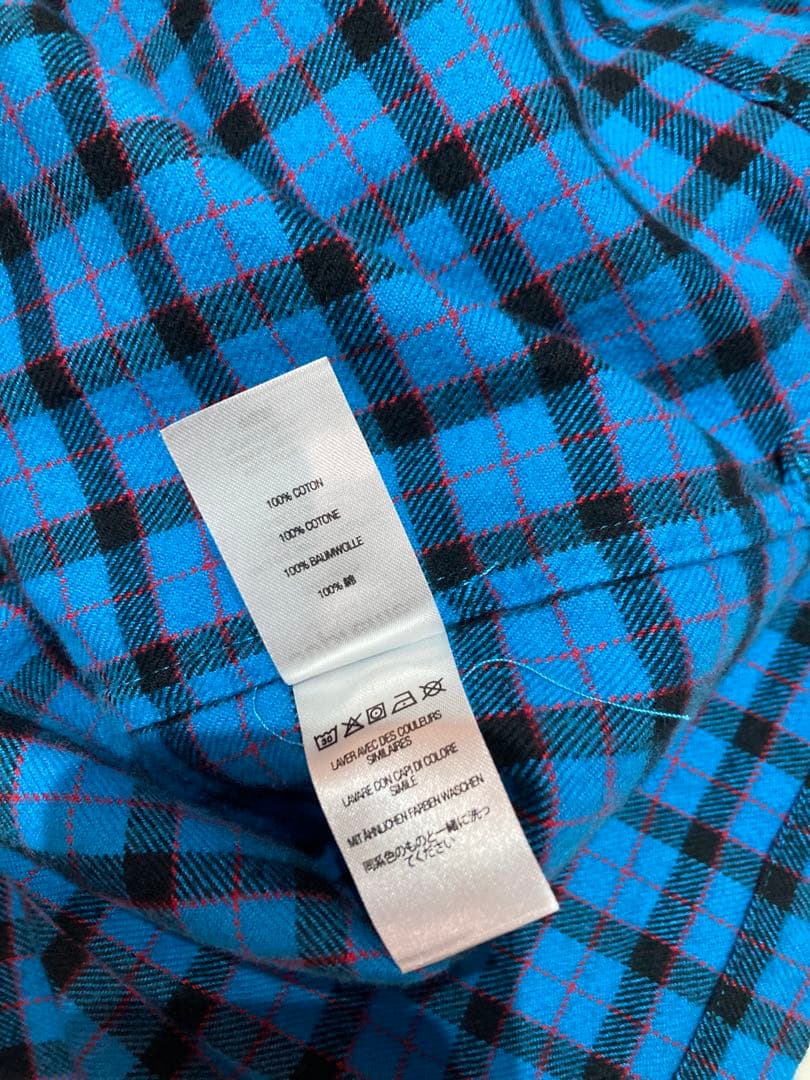 100% COTON
100% COTONE
100% BAUMWOLLE
100% 綿
30
LAVER AVEC DES COULEURS
SIMILAIRES
LAVARE CON CAPI DI COLORE
SIMILE
MIT ÄHNLICHEN FARBEN WASCHEN
同系色のものと一緒に洗っ
てください